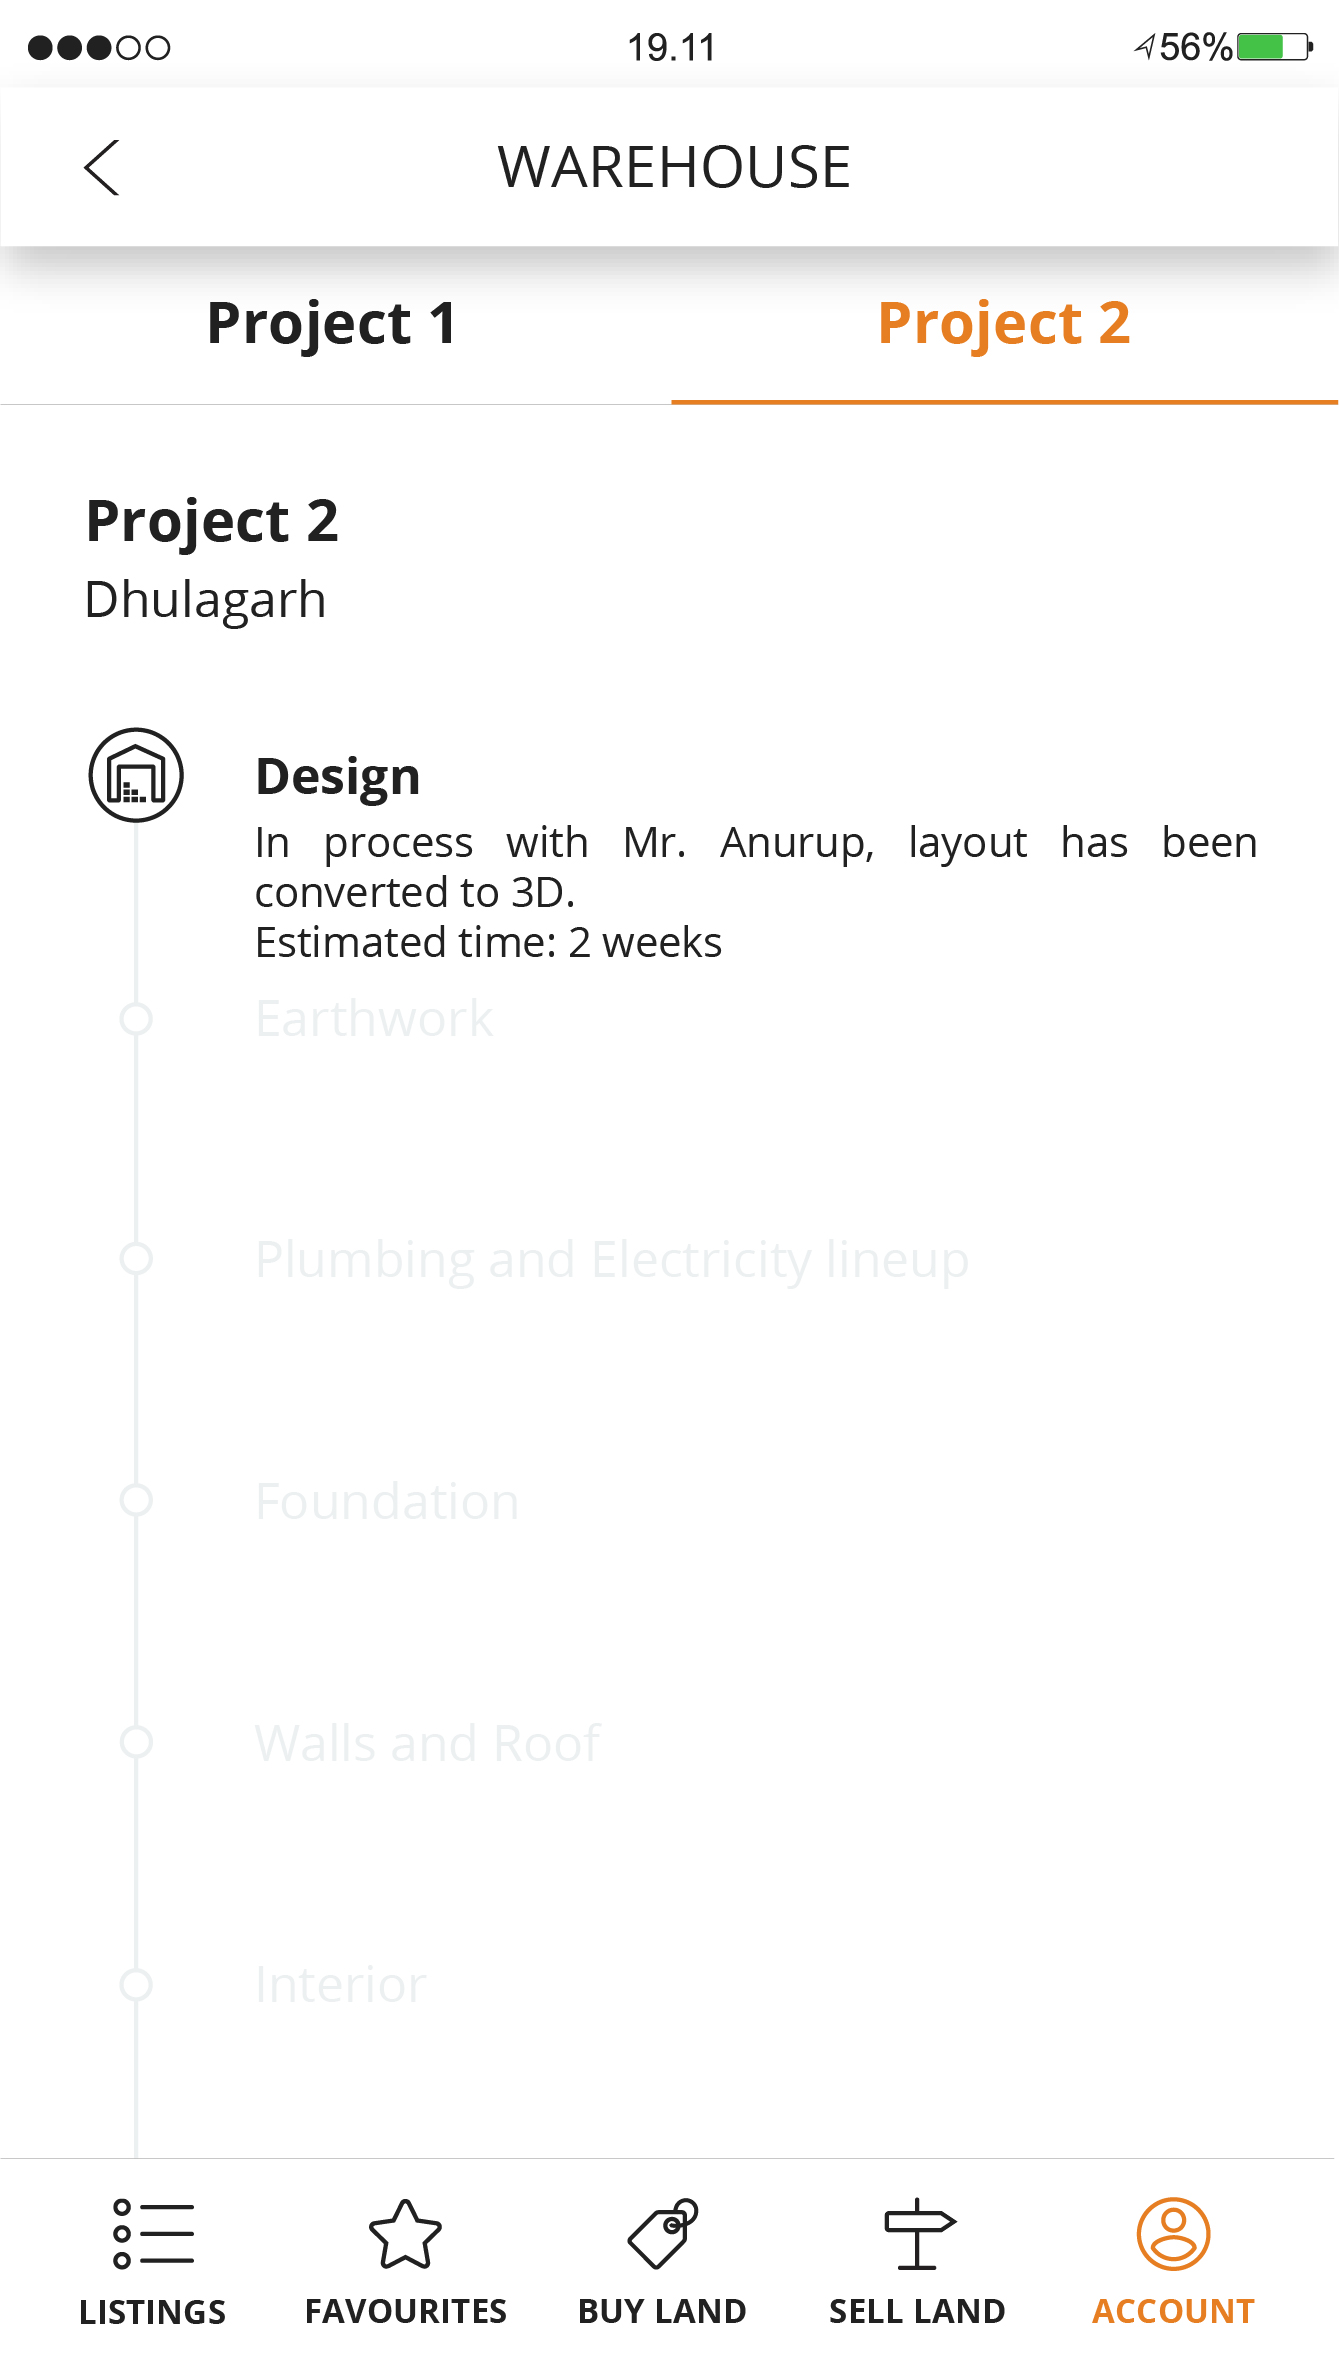 19.11
56%
WAREHOUSE
Project 1
Project 2
Project 2
Dhulagarh
Design
In process with Mr. Anurup, layout has been
converted to 3D.
Estimated time: 2 weeks
Earthwork
Plumbing and Electricity lineup
Foundation
Walls and Roof
Interior
LISTINGS
FAVOURITES
BUY LAND
SELL LAND
ACCOUNT